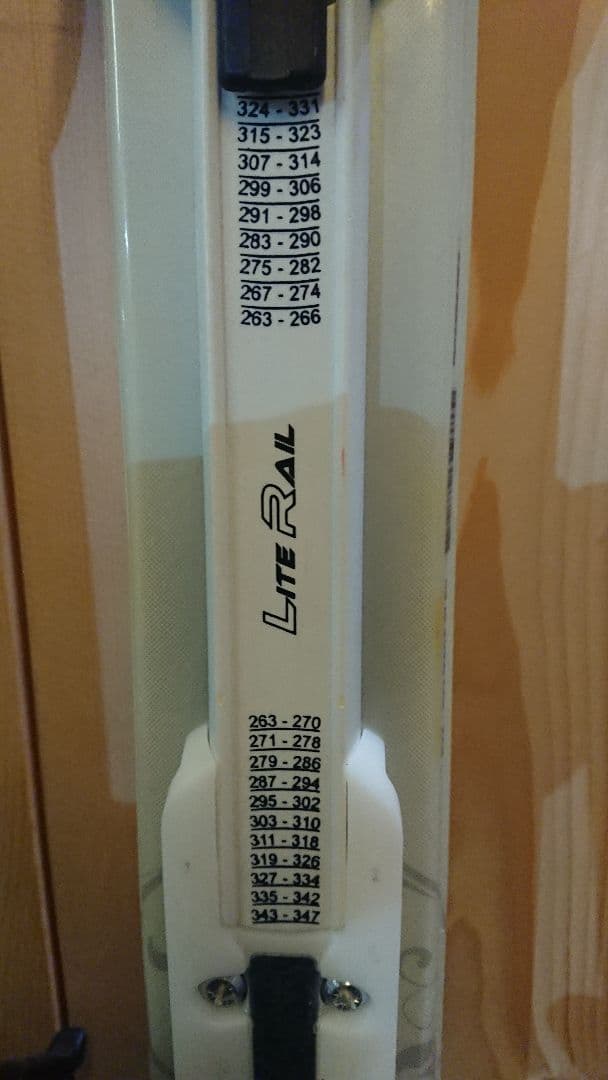 324 - 331
315 - 323
307 - 314
299 - 306
291 - 298
283 - 290
275 - 282
267 - 274
263 - 266
LITE RAIL
263 - 270
271 - 278
279 - 286
287 - 294
295 - 302
303 - 310
311 - 318
319 - 326
327 - 334
335 - 342
343 - 347